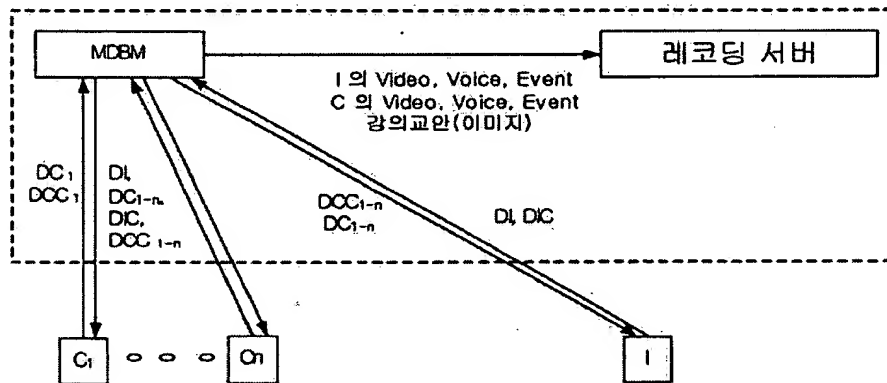 MDBM
레코딩 서버
I 의 Video, Voice, Event
C 의 Video, Voice, Event
강의교안(이미지)
DC₁
DCC₁
DI,
DC₁₋ₙ,
DIC,
DCC ₁₋ₙ
DCC₁₋ₙ
DC₁₋ₙ
DI, DIC
C₁
Cn
I